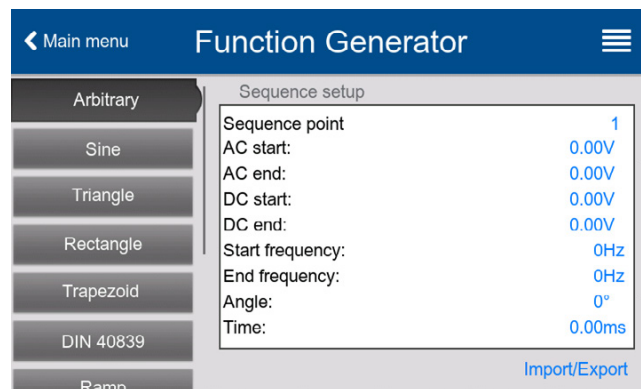 Main menu
Function Generator
Arbitrary
Sine
Triangle
Rectangle
Trapezoid
DIN 40839
Ramp
Sequence setup
Sequence point 1
AC start: 0.00V
AC end: 0.00V
DC start: 0.00V
DC end: 0.00V
Start frequency: 0Hz
End frequency: 0Hz
Angle: 0°
Time: 0.00ms
Import/Export